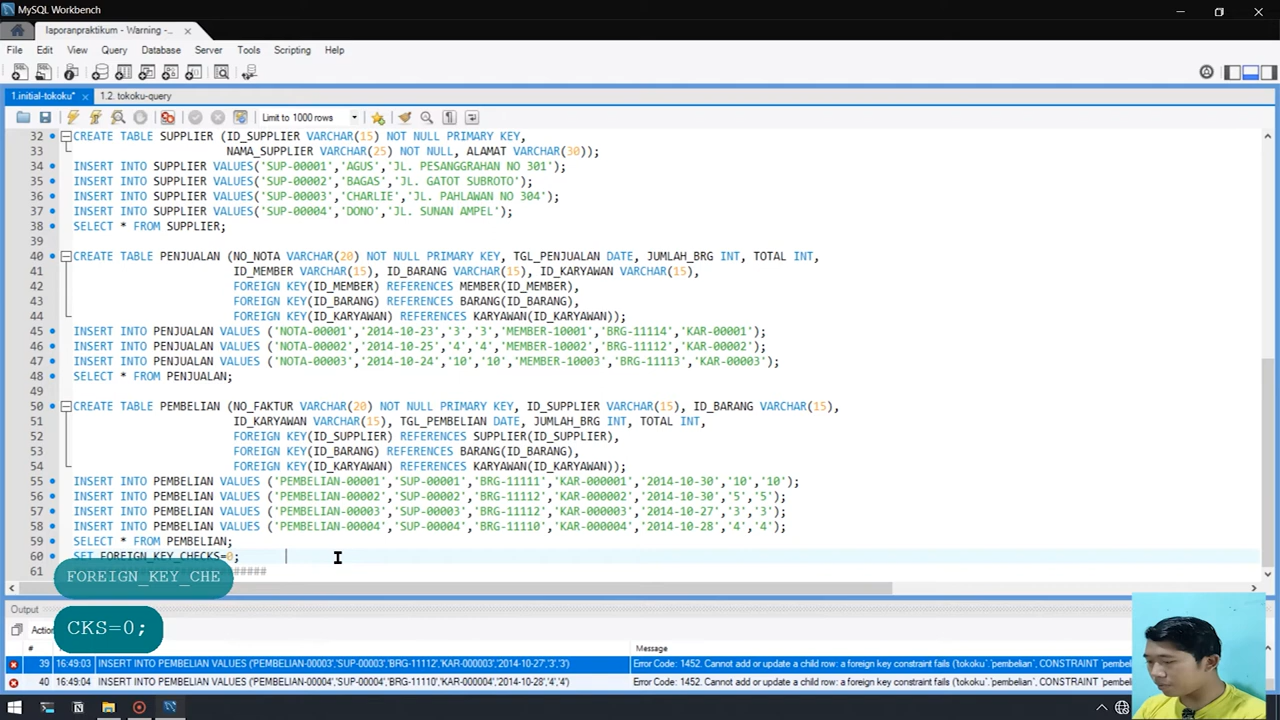 MySQL Workbench
laporanpraktikum - Warning -...
File Edit View Query Database Server Tools Scripting Help
1.initial-tokoku* 1.2. tokoku-query
Limit to 1000 rows
32 CREATE TABLE SUPPLIER (ID_SUPPLIER VARCHAR(15) NOT NULL PRIMARY KEY,
33 NAMA_SUPPLIER VARCHAR(25) NOT NULL, ALAMAT VARCHAR(30));
34 INSERT INTO SUPPLIER VALUES('SUP-00001','AGUS','JL. PESANGGRAHAN NO 301');
35 INSERT INTO SUPPLIER VALUES('SUP-00002','BAGAS','JL. GATOT SUBROTO');
36 INSERT INTO SUPPLIER VALUES('SUP-00003','CHARLIE','JL. PAHLAWAN NO 304');
37 INSERT INTO SUPPLIER VALUES('SUP-00004','DONO','JL. SUNAN AMPEL');
38 SELECT * FROM SUPPLIER;
39
40 CREATE TABLE PENJUALAN (NO_NOTA VARCHAR(20) NOT NULL PRIMARY KEY, TGL_PENJUALAN DATE, JUMLAH_BRG INT, TOTAL INT,
41 ID_MEMBER VARCHAR(15), ID_BARANG VARCHAR(15), ID_KARYAWAN VARCHAR(15),
42 FOREIGN KEY(ID_MEMBER) REFERENCES MEMBER(ID_MEMBER),
43 FOREIGN KEY(ID_BARANG) REFERENCES BARANG(ID_BARANG),
44 FOREIGN KEY(ID_KARYAWAN) REFERENCES KARYAWAN(ID_KARYAWAN));
45 INSERT INTO PENJUALAN VALUES ('NOTA-00001','2014-10-23','3','3','MEMBER-10001','BRG-11114','KAR-00001');
46 INSERT INTO PENJUALAN VALUES ('NOTA-00002','2014-10-25','4','4','MEMBER-10002','BRG-11112','KAR-00002');
47 INSERT INTO PENJUALAN VALUES ('NOTA-00003','2014-10-24','10','10','MEMBER-10003','BRG-11113','KAR-00003');
48 SELECT * FROM PENJUALAN;
49
50 CREATE TABLE PEMBELIAN (NO_FAKTUR VARCHAR(20) NOT NULL PRIMARY KEY, ID_SUPPLIER VARCHAR(15), ID_BARANG VARCHAR(15),
51 ID_KARYAWAN VARCHAR(15), TGL_PEMBELIAN DATE, JUMLAH_BRG INT, TOTAL INT,
52 FOREIGN KEY(ID_SUPPLIER) REFERENCES SUPPLIER(ID_SUPPLIER),
53 FOREIGN KEY(ID_BARANG) REFERENCES BARANG(ID_BARANG),
54 FOREIGN KEY(ID_KARYAWAN) REFERENCES KARYAWAN(ID_KARYAWAN));
55 INSERT INTO PEMBELIAN VALUES ('PEMBELIAN-00001','SUP-00001','BRG-11111','KAR-000001','2014-10-30','10','10');
56 INSERT INTO PEMBELIAN VALUES ('PEMBELIAN-00002','SUP-00002','BRG-11112','KAR-000002','2014-10-30','5','5');
57 INSERT INTO PEMBELIAN VALUES ('PEMBELIAN-00003','SUP-00003','BRG-11112','KAR-000003','2014-10-27','3','3');
58 INSERT INTO PEMBELIAN VALUES ('PEMBELIAN-00004','SUP-00004','BRG-11110','KAR-000004','2014-10-28','4','4');
59 SELECT * FROM PEMBELIAN;
60 SET FOREIGN_KEY_CHECKS=0;
61 #####
FOREIGN_KEY_CHE
CKS=0;
Output
Action
# Message
39 16:49:03 INSERT INTO PEMBELIAN VALUES ('PEMBELIAN-00003','SUP-00003','BRG-11112','KAR-000003','2014-10-27','3','3') Error Code: 1452. Cannot add or update a child row: a foreign key constraint fails ('tokoku'.'pembelian', CONSTRAINT 'pembe
40 16:49:04 INSERT INTO PEMBELIAN VALUES ('PEMBELIAN-00004','SUP-00004','BRG-11110','KAR-000004','2014-10-28','4','4') Error Code: 1452. Cannot add or update a child row: a foreign key constraint fails ('tokoku'.'pembelian', CONSTRAINT 'pembe